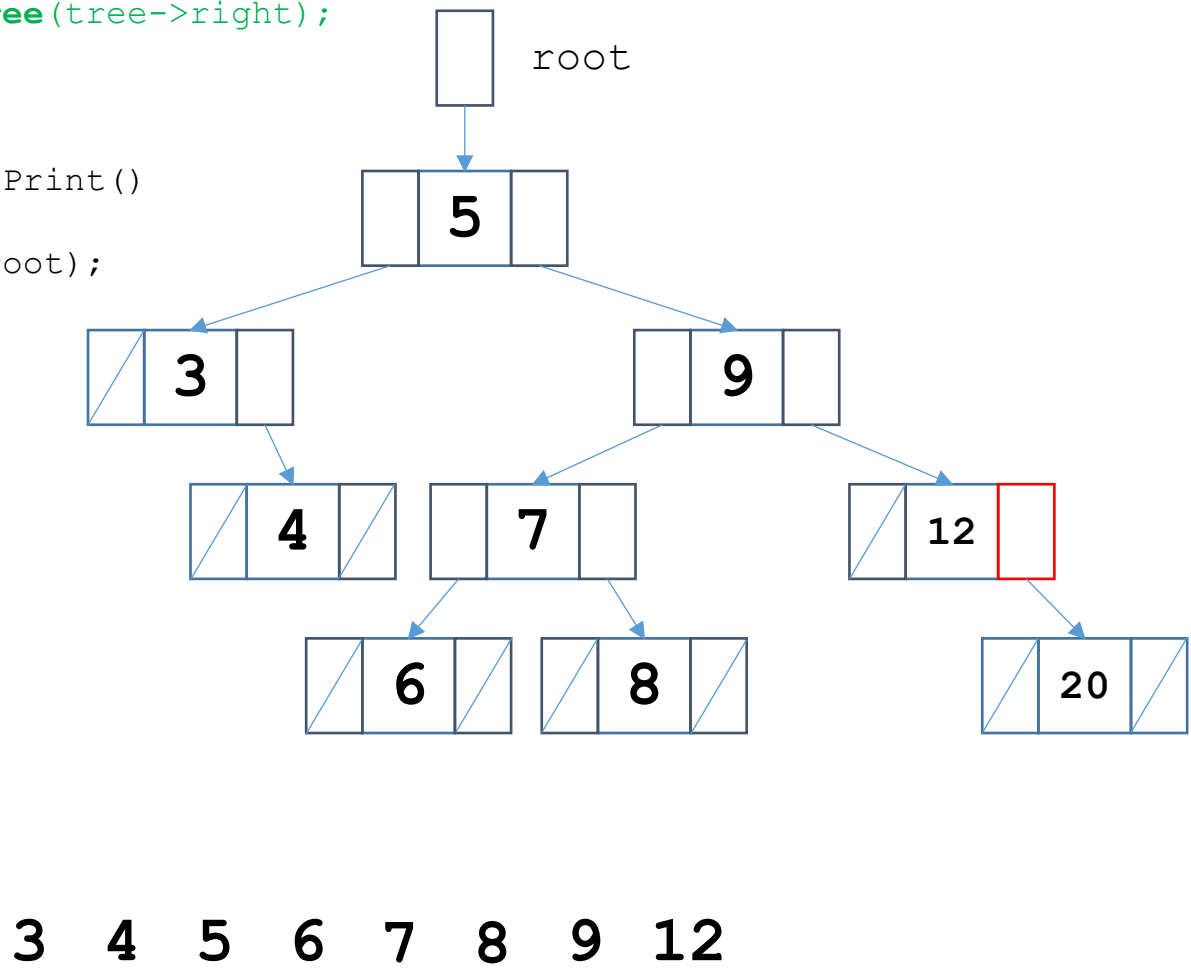 ee(tree->right);
root
Print()
oot);
5
3 9
4 7 12
6 8 20
3 4 5 6 7 8 9 12